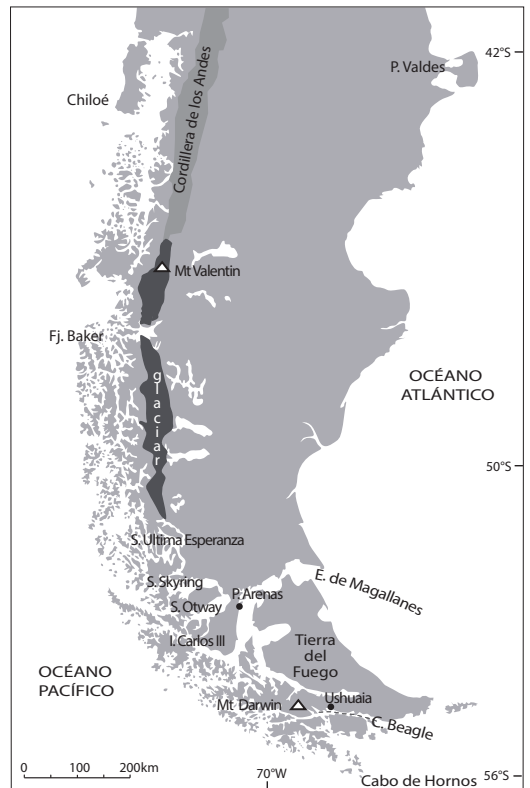 42°S
P. Valdes
Chiloé
Cordillera de los Andes
Mt Valentin
Fj. Baker
glaciar
OCÉANO
ATLÁNTICO
50°S
S. Ultima Esperanza
S. Skyring
P. Arenas
E. de Magallanes
S. Otway
I. Carlos III
Tierra
del
Fuego
OCÉANO
PACÍFICO
Mt Darwin
Ushuaia
C. Beagle
0 100 200km
70°W
Cabo de Hornos
56°S